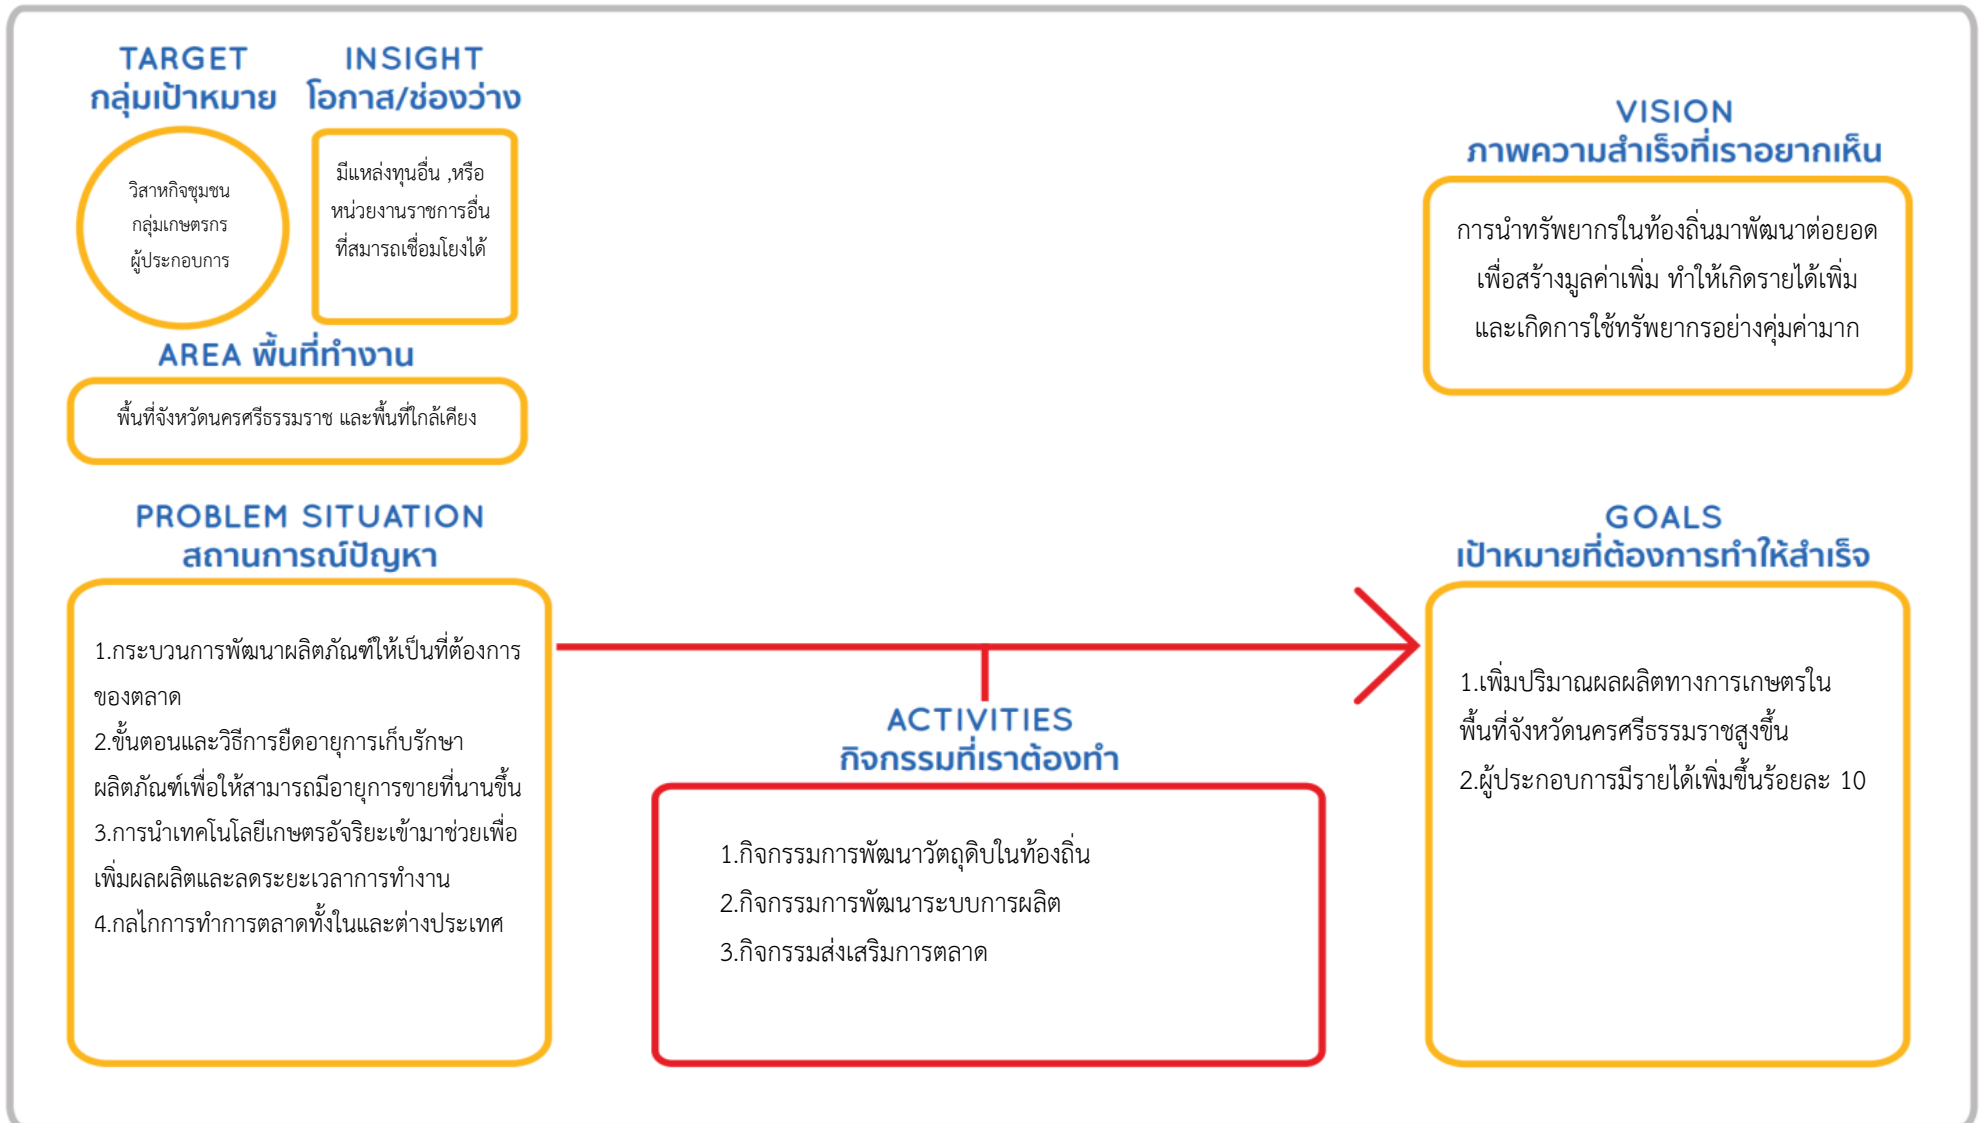 TARGET
กลุ่มเป้าหมาย
วิสาหกิจชุมชน
กลุ่มเกษตรกร
ผู้ประกอบการ
INSIGHT
โอกาส/ช่องว่าง
มีแหล่งทุนอื่น ,หรือ
หน่วยงานราชการอื่น
ที่สมารถเชื่อมโยงได้
AREA พื้นที่ทำงาน
พื้นที่จังหวัดนครศรีธรรมราช และพื้นที่ใกล้เคียง
VISION
ภาพความสำเร็จที่เราอยากเห็น
การนำทรัพยากรในท้องถิ่นมาพัฒนาต่อยอด
เพื่อสร้างมูลค่าเพิ่ม ทำให้เกิดรายได้เพิ่ม
และเกิดการใช้ทรัพยากรอย่างคุ่มค่ามาก
PROBLEM SITUATION
สถานการณ์ปัญหา
1.กระบวนการพัฒนาผลิตภัณฑ์ให้เป็นที่ต้องการ
ของตลาด
2.ขั้นตอนและวิธีการยืดอายุการเก็บรักษา
ผลิตภัณฑ์เพื่อให้สามารถมีอายุการขายที่นานขึ้น
3.การนำเทคโนโลยีเกษตรอัจริยะเข้ามาช่วยเพื่อ
เพิ่มผลผลิตและลดระยะเวลาการทำงาน
4.กลไกการทำการตลาดทั้งในและต่างประเทศ
ACTIVITIES
กิจกรรมที่เราต้องทำ
1.กิจกรรมการพัฒนาวัตถุดิบในท้องถิ่น
2.กิจกรรมการพัฒนาระบบการผลิต
3.กิจกรรมส่งเสริมการตลาด
GOALS
เป้าหมายที่ต้องการทำให้สำเร็จ
1.เพิ่มปริมาณผลผลิตทางการเกษตรใน
พื้นที่จังหวัดนครศรีธรรมราชสูงขึ้น
2.ผู้ประกอบการมีรายได้เพิ่มขึ้นร้อยละ 10